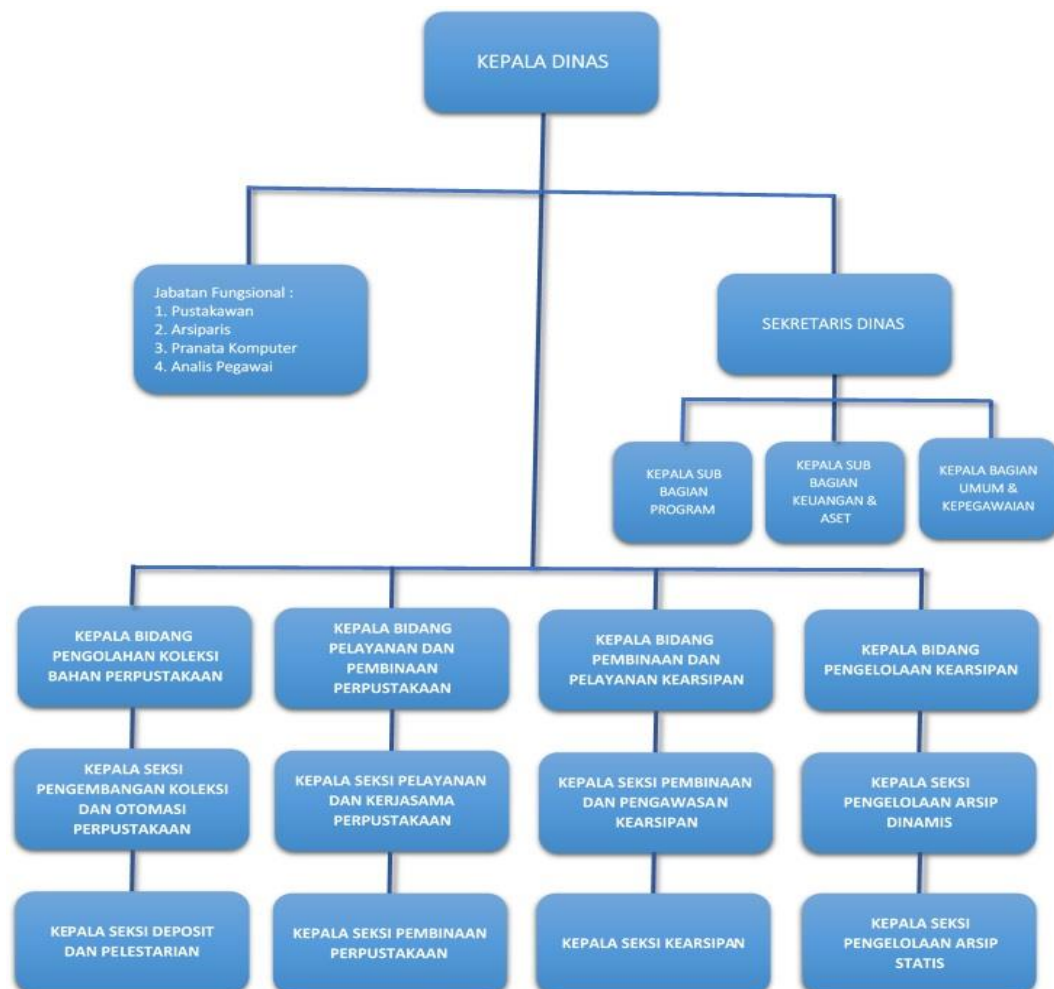 KEPALA DINAS
Jabatan Fungsional :
1. Pustakawan
2. Arsiparis
3. Pranata Komputer
4. Analis Pegawai
SEKRETARIS DINAS
KEPALA SUB
BAGIAN
PROGRAM
KEPALA SUB
BAGIAN
KEUANGAN &
ASET
KEPALA BAGIAN
UMUM &
KEPEGAWAIAN
KEPALA BIDANG
PENGOLAHAN KOLEKSI
BAHAN PERPUSTAKAAN
KEPALA BIDANG
PELAYANAN DAN
PEMBINAAN
PERPUSTAKAAN
KEPALA BIDANG
PEMBINAAN DAN
PELAYANAN KEARSIPAN
KEPALA BIDANG
PENGELOLAAN KEARSIPAN
KEPALA SEKSI
PENGEMBANGAN KOLEKSI
DAN OTOMASI
PERPUSTAKAAN
KEPALA SEKSI PELAYANAN
DAN KERJASAMA
PERPUSTAKAAN
KEPALA SEKSI PEMBINAAN
DAN PENGAWASAN
KEARSIPAN
KEPALA SEKSI
PENGELOLAAN ARSIP
DINAMIS
KEPALA SEKSI DEPOSIT
DAN PELESTARIAN
KEPALA SEKSI PEMBINAAN
PERPUSTAKAAN
KEPALA SEKSI KEARSIPAN
KEPALA SEKSI
PENGELOLAAN ARSIP
STATIS